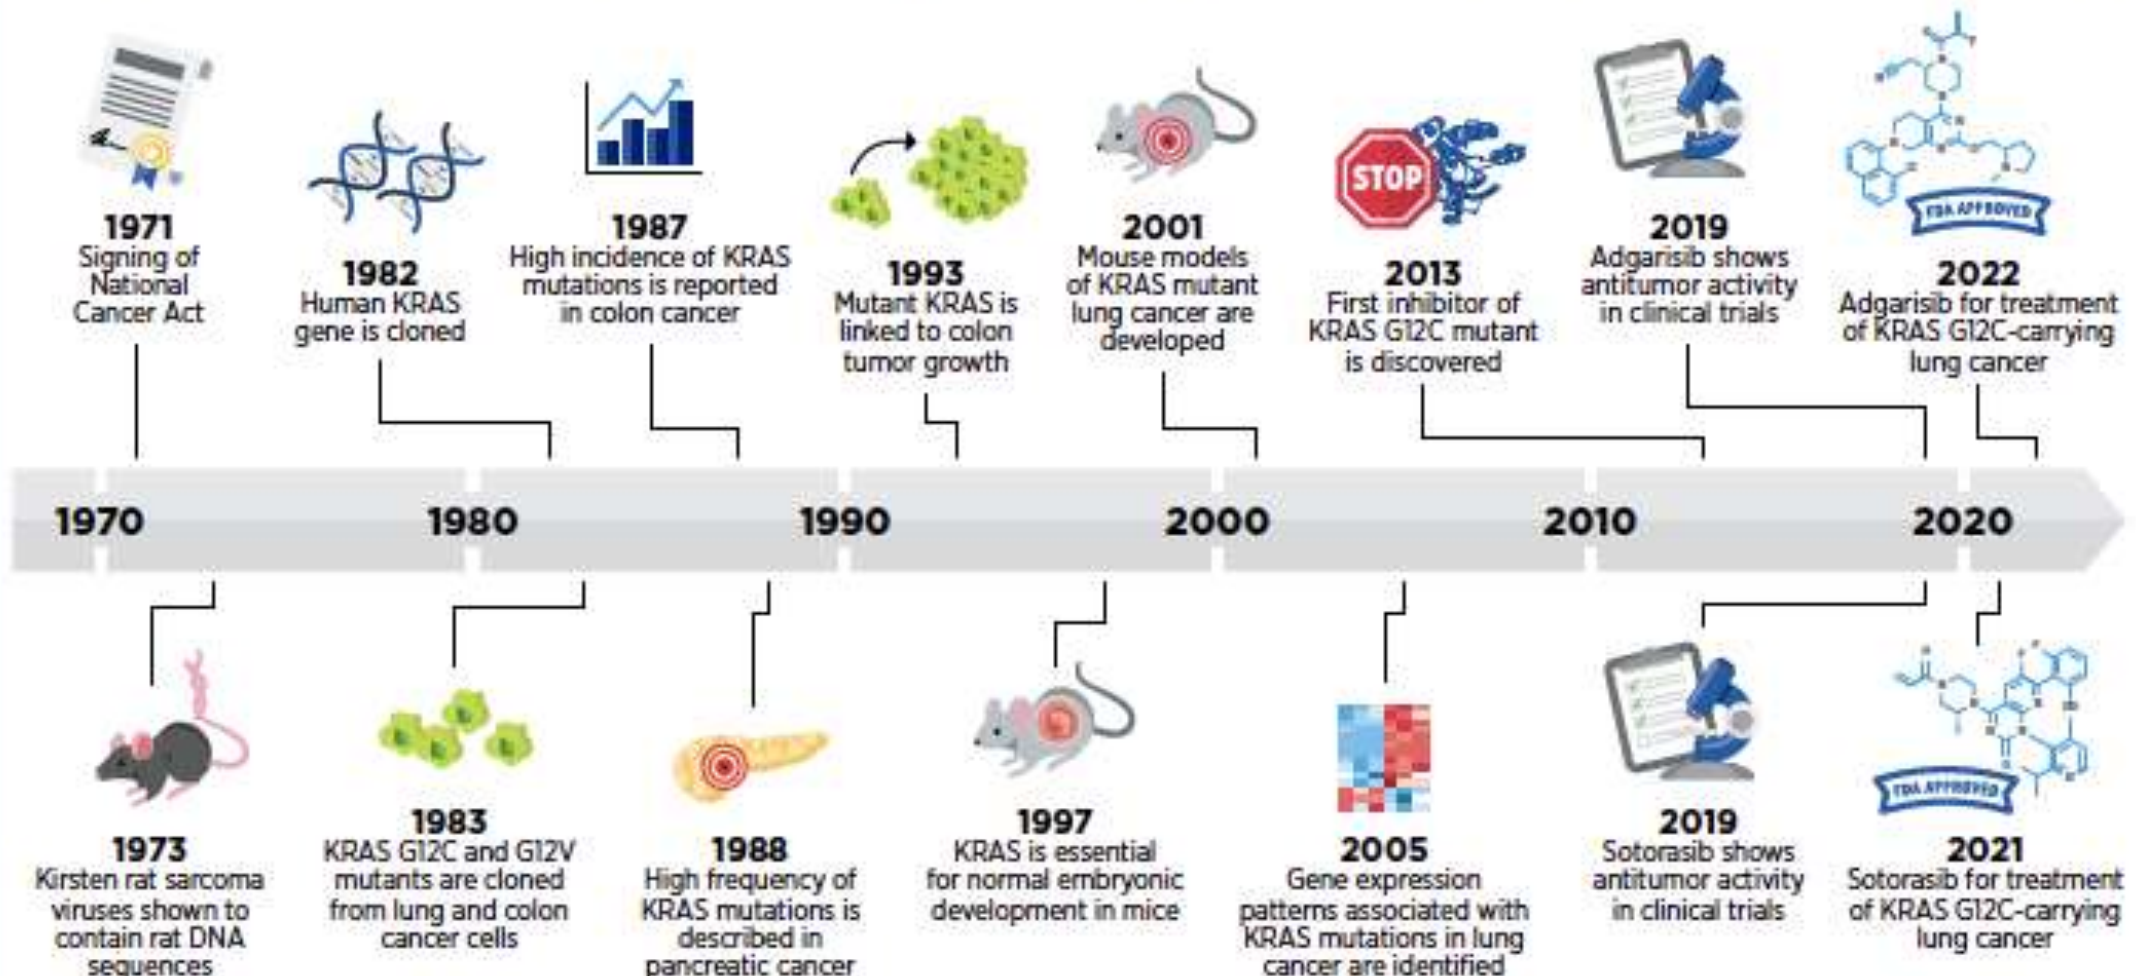 1971
Signing of
National
Cancer Act
1982
Human KRAS
gene is cloned
1987
High incidence of KRAS
mutations is reported
in colon cancer
1993
Mutant KRAS is
linked to colon
tumor growth
2001
Mouse models
of KRAS mutant
lung cancer are
developed
STOP
2013
First inhibitor of
KRAS G12C mutant
is discovered
2019
Adgarisib shows
antitumor activity
in clinical trials
FDA APPROVED
2022
Adgarisib for treatment
of KRAS G12C-carrying
lung cancer
1970 1980 1990 2000 2010 2020
1973
Kirsten rat sarcoma
viruses shown to
contain rat DNA
sequences
1983
KRAS G12C and G12V
mutants are cloned
from lung and colon
cancer cells
1988
High frequency of
KRAS mutations is
described in
pancreatic cancer
1997
KRAS is essential
for normal embryonic
development in mice
2005
Gene expression
patterns associated with
KRAS mutations in lung
cancer are identified
2019
Sotorasib shows
antitumor activity
in clinical trials
FDA APPROVED
2021
Sotorasib for treatment
of KRAS G12C-carrying
lung cancer